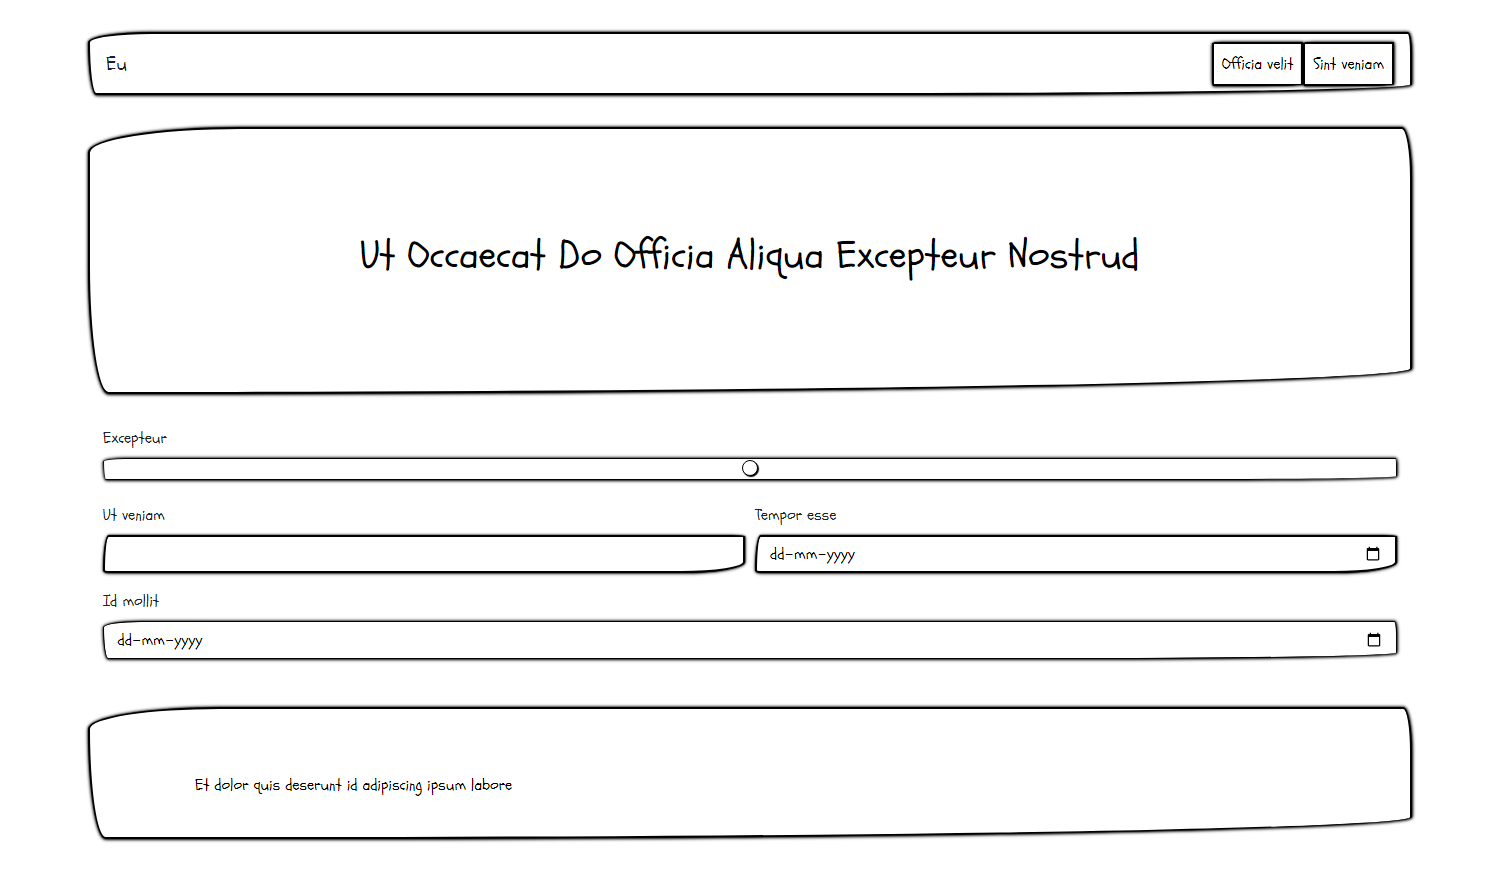 Eu
Officia velit
Sint veniam
Ut Occaecat Do Officia Aliqua Excepteur Nostrud
Excepteur
Ut veniam
Tempor esse
dd-mm-yyyy
Id mollit
dd-mm-yyyy
Et dolor quis deserunt id adipiscing ipsum labore